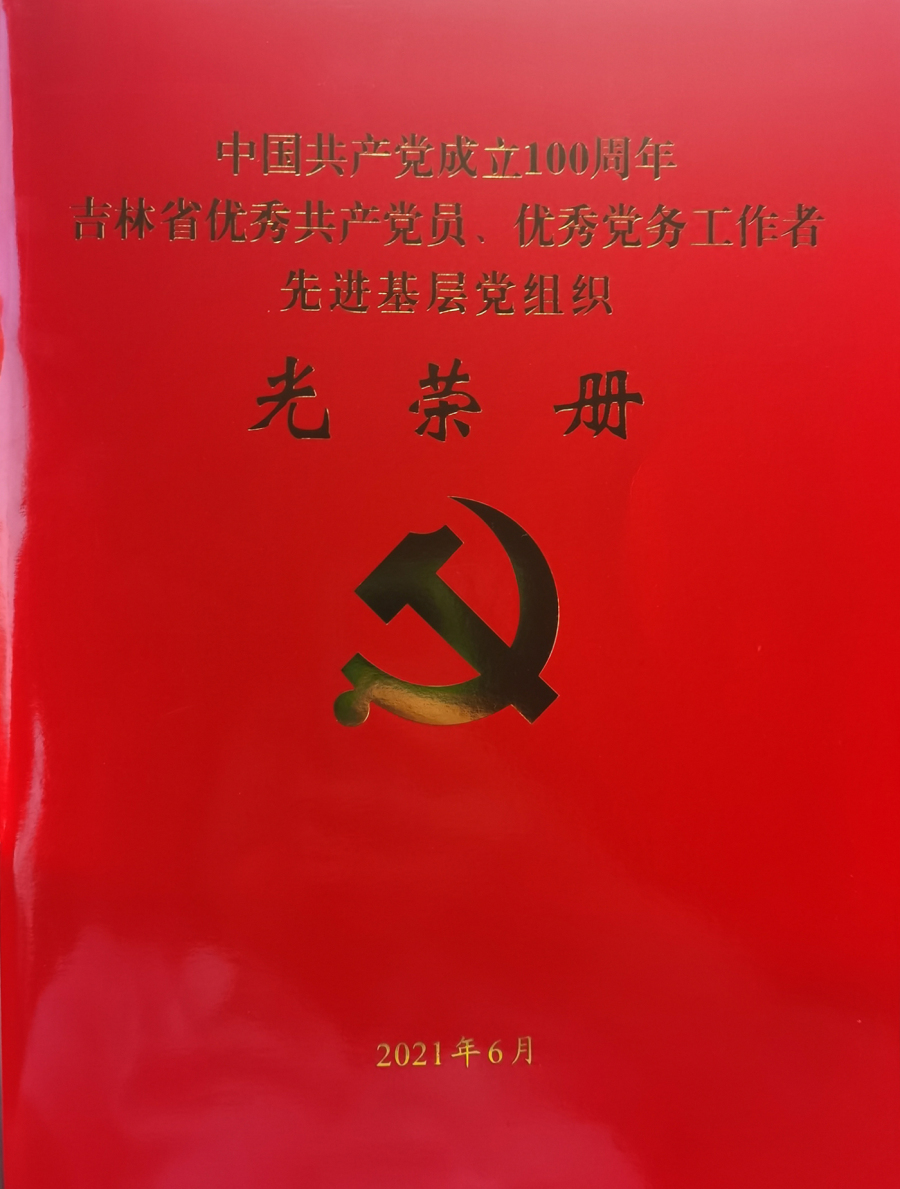 中国共产党成立100周年
吉林省优秀共产党员、优秀党务工作者
先进基层党组织
光荣册
2021年6月